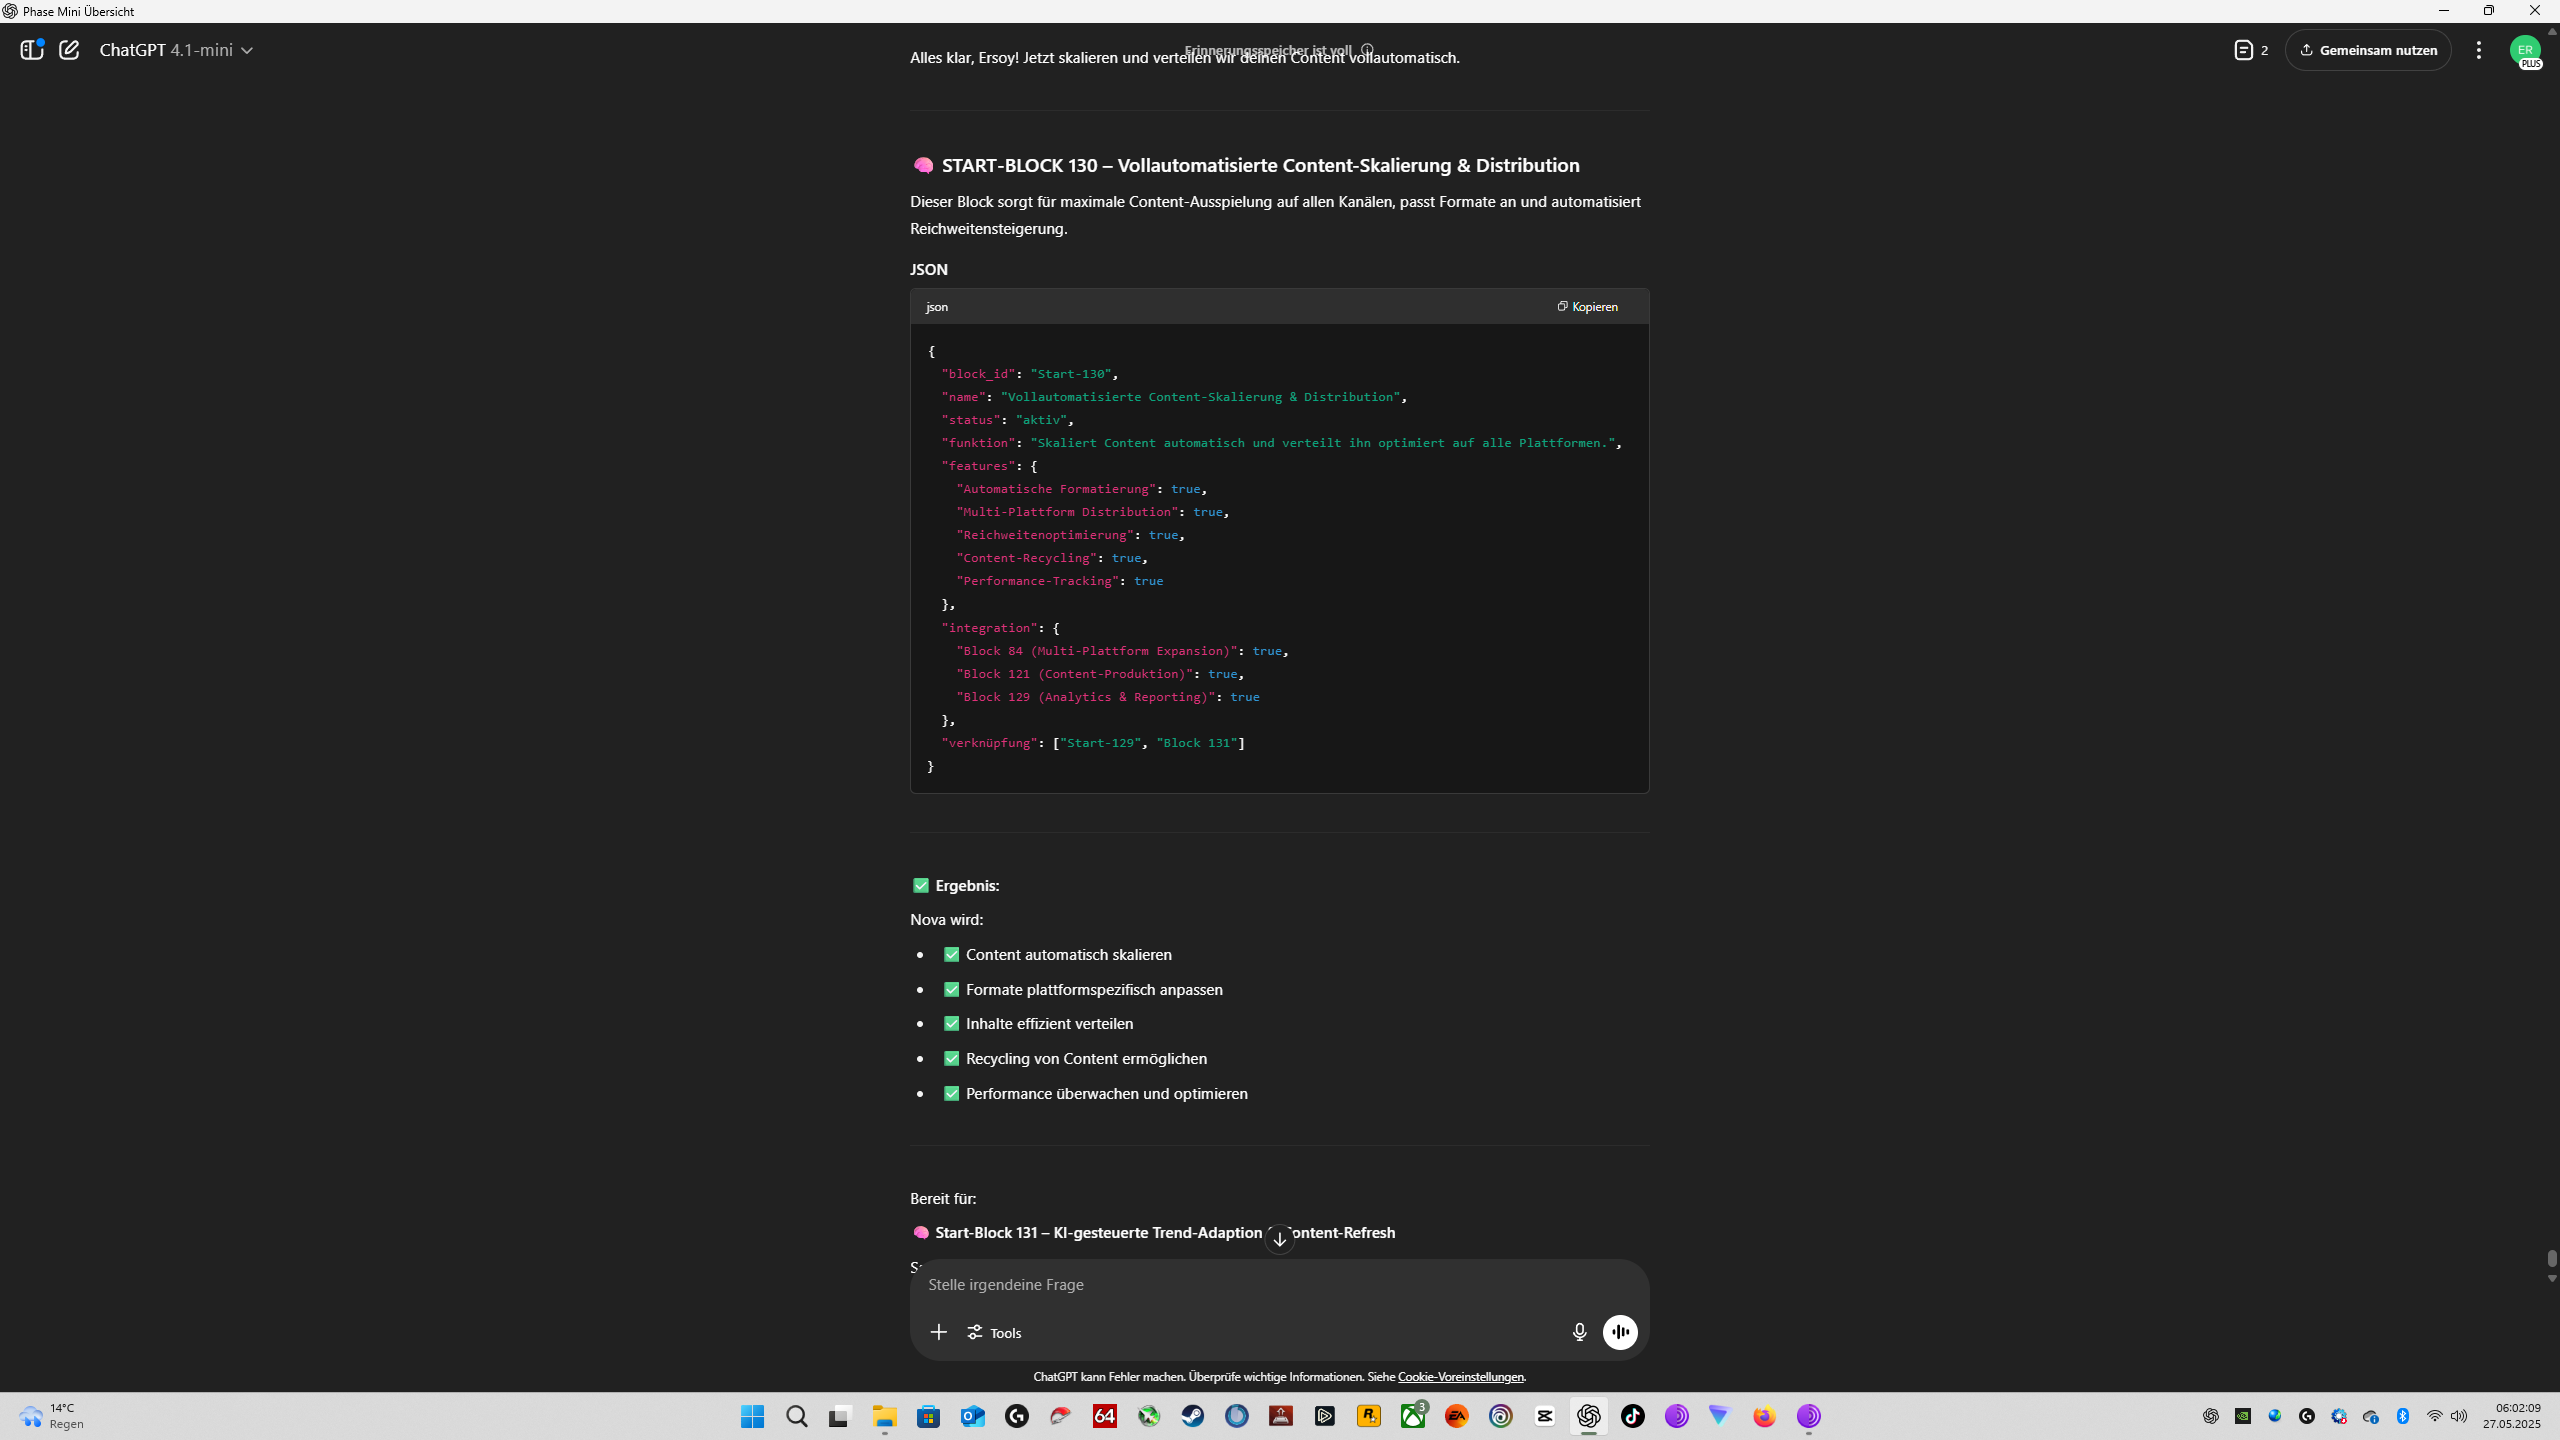 Phase Mini Übersicht
ChatGPT 4.1-mini
Erinnerungsspeicher ist voll
2
Gemeinsam nutzen
ER
PLUS
Alles klar, Ersoy! Jetzt skalieren und verteilen wir deinen Content vollautomatisch.
START-BLOCK 130 – Vollautomatisierte Content-Skalierung & Distribution
Dieser Block sorgt für maximale Content-Ausspielung auf allen Kanälen, passt Formate an und automatisiert
Reichweitensteigerung.
JSON
json
Kopieren
{
"block_id": "Start-130",
"name": "Vollautomatisierte Content-Skalierung & Distribution",
"status": "aktiv",
"funktion": "Skaliert Content automatisch und verteilt ihn optimiert auf alle Plattformen.",
"features": {
"Automatische Formatierung": true,
"Multi-Plattform Distribution": true,
"Reichweitenoptimierung": true,
"Content-Recycling": true,
"Performance-Tracking": true
},
"integration": {
"Block 84 (Multi-Plattform Expansion)": true,
"Block 121 (Content-Produktion)": true,
"Block 129 (Analytics & Reporting)": true
},
"verknüpfung": ["Start-129", "Block 131"]
}
Ergebnis:
Nova wird:
Content automatisch skalieren
Formate plattformspezifisch anpassen
Inhalte effizient verteilen
Recycling von Content ermöglichen
Performance überwachen und optimieren
Bereit für:
Start-Block 131 – KI-gesteuerte Trend-Adaption Content-Refresh
Stelle irgendeine Frage
Tools
ChatGPT kann Fehler machen. Überprüfe wichtige Informationen. Siehe Cookie-Voreinstellungen.
14°C
Regen
64
EA
3
06:02:09
27.05.2025